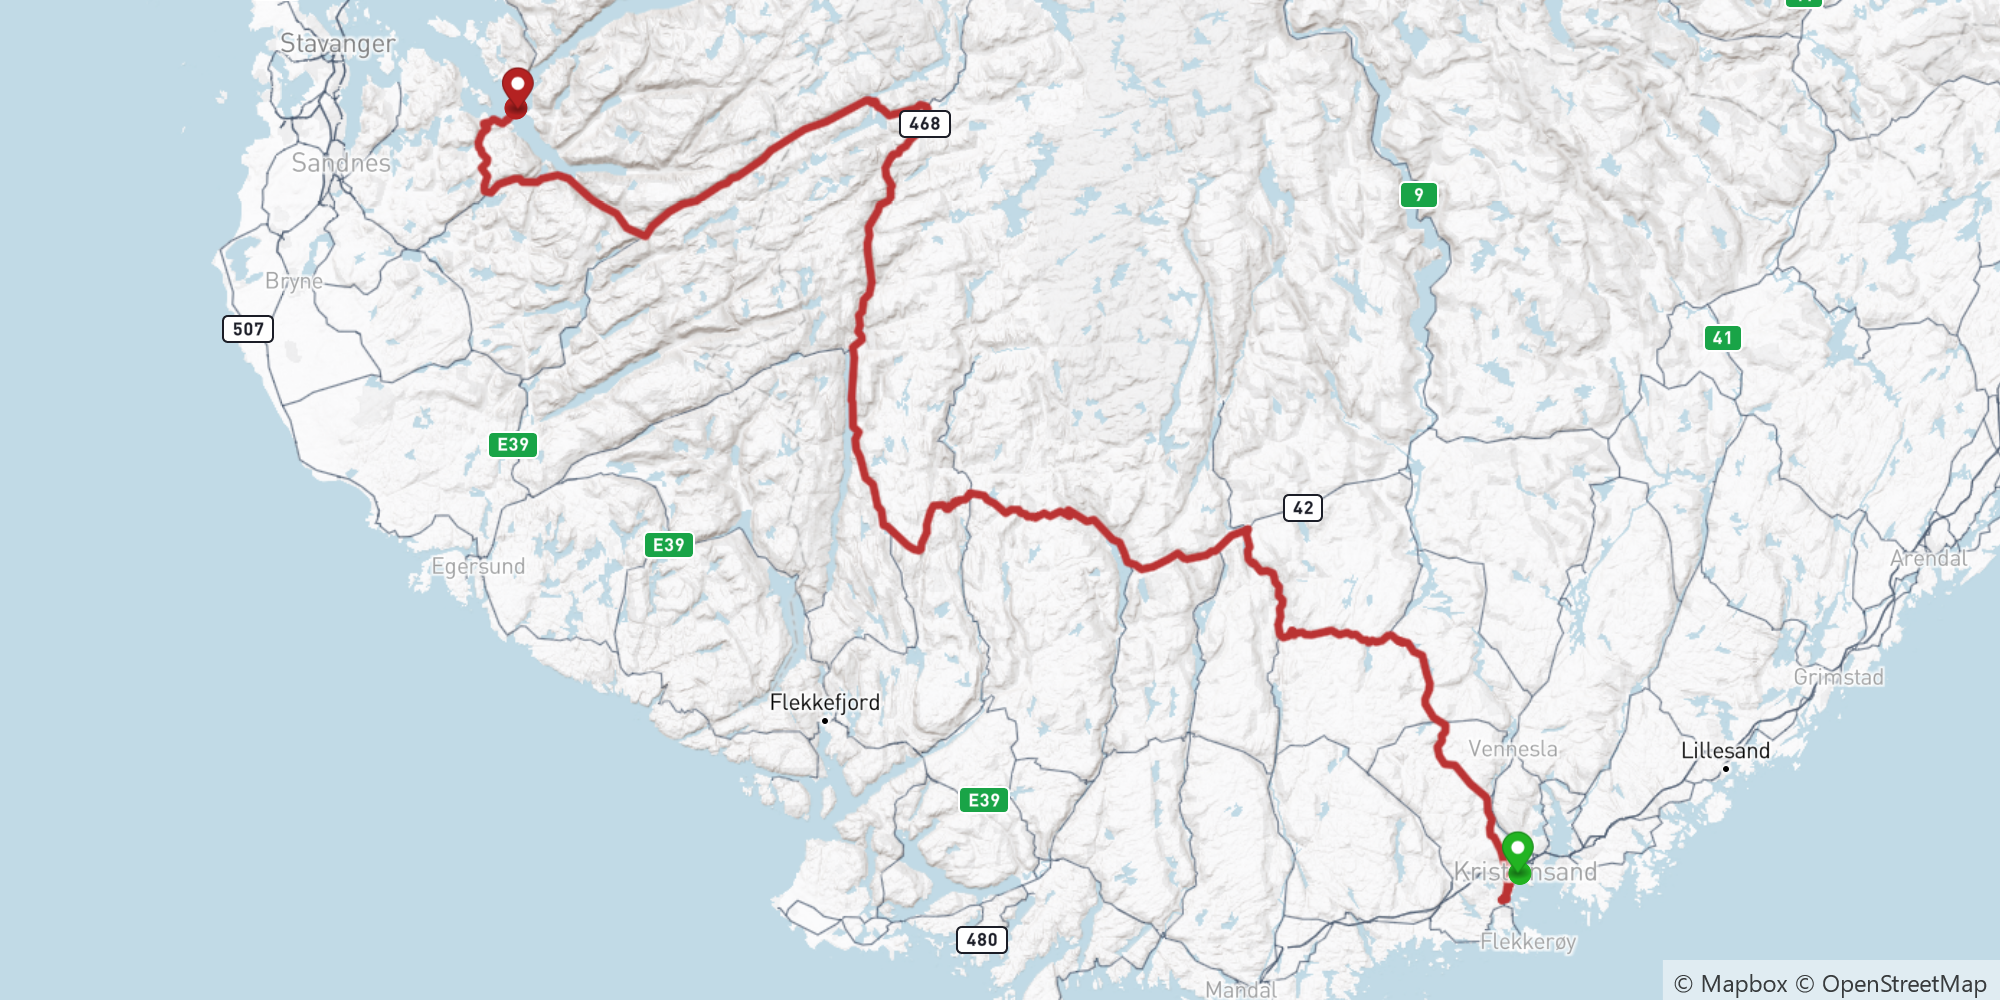 Stavanger
468
Sandnes
9
Bryne
507
41
E39
42
E39
Egersund
Arendal
Grimstad
Flekkefjord
Vennesla
Lillesand
E39
Flekkerøy
480
Mandal
© Mapbox © OpenStreetMap